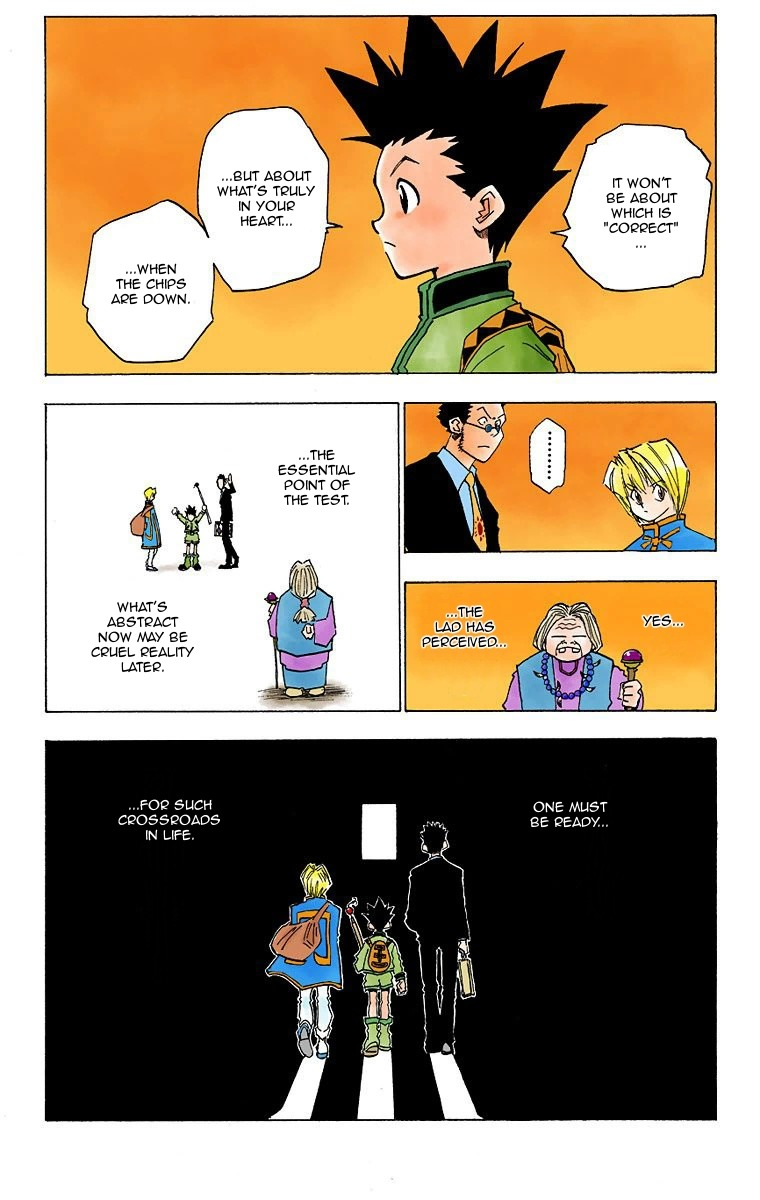 IT WON'T
BE ABOUT
WHICH IS
"CORRECT"
...
...BUT ABOUT
WHAT'S TRULY
IN YOUR
HEART...
...WHEN
THE CHIPS
ARE DOWN.
........
YES...
...THE
LAD HAS
PERCEIVED...
...THE
ESSENTIAL
POINT OF
THE TEST.
WHAT'S
ABSTRACT
NOW MAY BE
CRUEL REALITY
LATER.
ONE MUST
BE READY...
...FOR SUCH
CROSSROADS
IN LIFE.